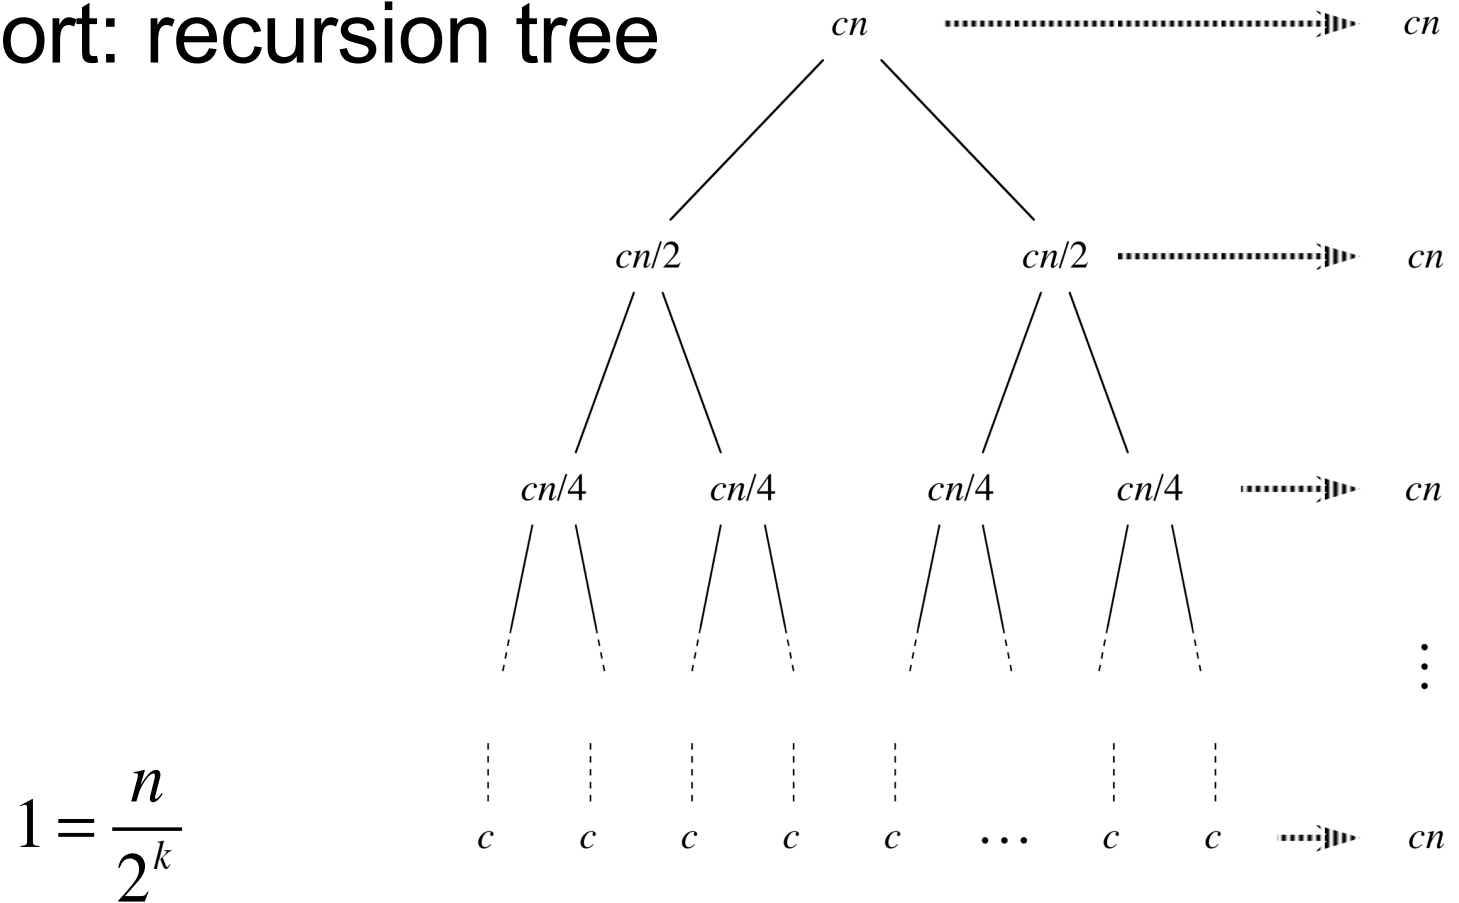 ort: recursion tree
cn cn
cn/2 cn/2 cn
cn/4 cn/4 cn/4 cn/4 cn
⋮
c c c c c ... c c cn
1 = n/2^k